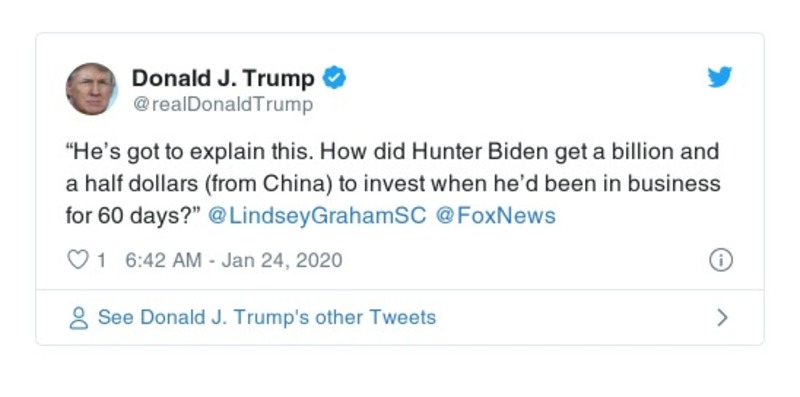 Donald J. Trump
@realDonaldTrump
“He’s got to explain this. How did Hunter Biden get a billion and
a half dollars (from China) to invest when he’d been in business
for 60 days?” @LindseyGrahamSC @FoxNews
1 6:42 AM - Jan 24, 2020
See Donald J. Trump's other Tweets